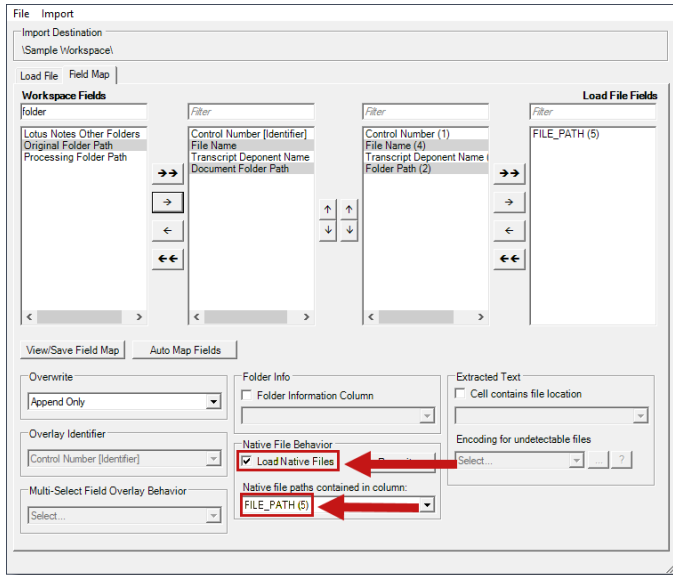 File Import
Import Destination
\Sample Workspace\
Load File Field Map
Workspace Fields Load File Fields
folder Filter Filter Filter
Lotus Notes Other Folders
Original Folder Path
Processing Folder Path
Control Number [Identifier]
File Name
Transcript Deponent Name
Document Folder Path
Control Number (1)
File Name (4)
Transcript Deponent Name (
Folder Path (2)
FILE_PATH (5)
View/Save Field Map Auto Map Fields
Overwrite
Append Only
Overlay Identifier
Control Number [Identifier]
Multi-Select Field Overlay Behavior
Select...
Folder Info
Folder Information Column
Native File Behavior
Load Native Files
Native file paths contained in column:
FILE_PATH (5)
Extracted Text
Cell contains file location
Encoding for undetectable files
Select... ... ?